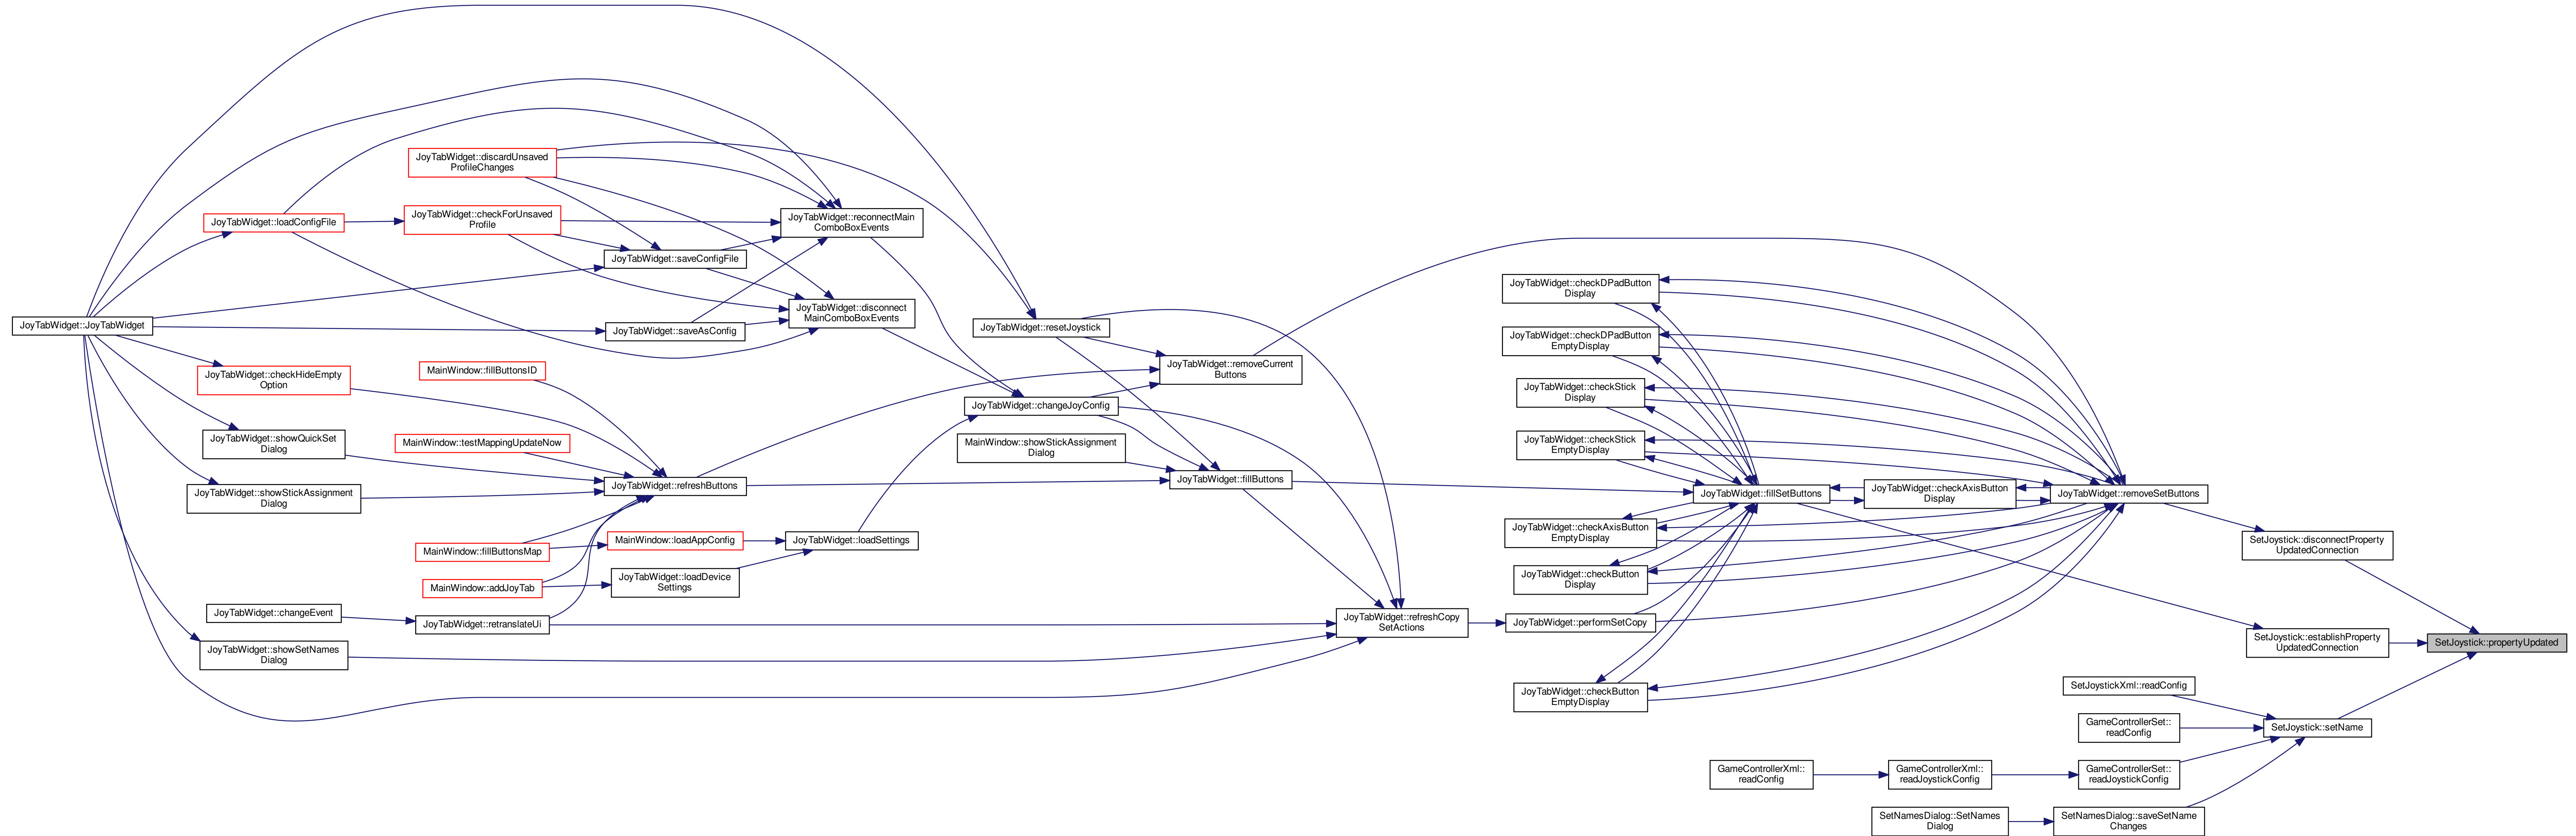 JoyTabWidget::JoyTabWidget
JoyTabWidget::loadConfigFile
JoyTabWidget::checkHideEmpty
Option
JoyTabWidget::showQuickSet
Dialog
JoyTabWidget::showStickAssignment
Dialog
JoyTabWidget::changeEvent
JoyTabWidget::showSetNames
Dialog
JoyTabWidget::discardUnsaved
ProfileChanges
JoyTabWidget::checkForUnsaved
Profile
MainWindow::fillButtonsID
MainWindow::testMappingUpdateNow
MainWindow::fillButtonsMap
MainWindow::addJoyTab
JoyTabWidget::retranslateUi
JoyTabWidget::saveConfigFile
JoyTabWidget::saveAsConfig
JoyTabWidget::refreshButtons
MainWindow::loadAppConfig
JoyTabWidget::loadDevice
Settings
JoyTabWidget::reconnectMain
ComboBoxEvents
JoyTabWidget::disconnect
MainComboBoxEvents
JoyTabWidget::loadSettings
JoyTabWidget::resetJoystick
JoyTabWidget::changeJoyConfig
MainWindow::showStickAssignment
Dialog
JoyTabWidget::removeCurrent
Buttons
JoyTabWidget::fillButtons
JoyTabWidget::refreshCopy
SetActions
JoyTabWidget::checkDPadButton
Display
JoyTabWidget::checkDPadButton
EmptyDisplay
JoyTabWidget::checkStick
Display
JoyTabWidget::checkStick
EmptyDisplay
JoyTabWidget::checkAxisButton
EmptyDisplay
JoyTabWidget::checkButton
Display
JoyTabWidget::performSetCopy
JoyTabWidget::checkButton
EmptyDisplay
JoyTabWidget::fillSetButtons
JoyTabWidget::checkAxisButton
Display
JoyTabWidget::removeSetButtons
SetJoystick::disconnectProperty
UpdatedConnection
SetJoystick::establishProperty
UpdatedConnection
SetJoystick::propertyUpdated
SetJoystickXml::readConfig
GameControllerSet::
readConfig
SetJoystick::setName
GameControllerXml::
readConfig
GameControllerXml::
readJoystickConfig
GameControllerSet::
readJoystickConfig
SetNamesDialog::SetNames
Dialog
SetNamesDialog::saveSetName
Changes